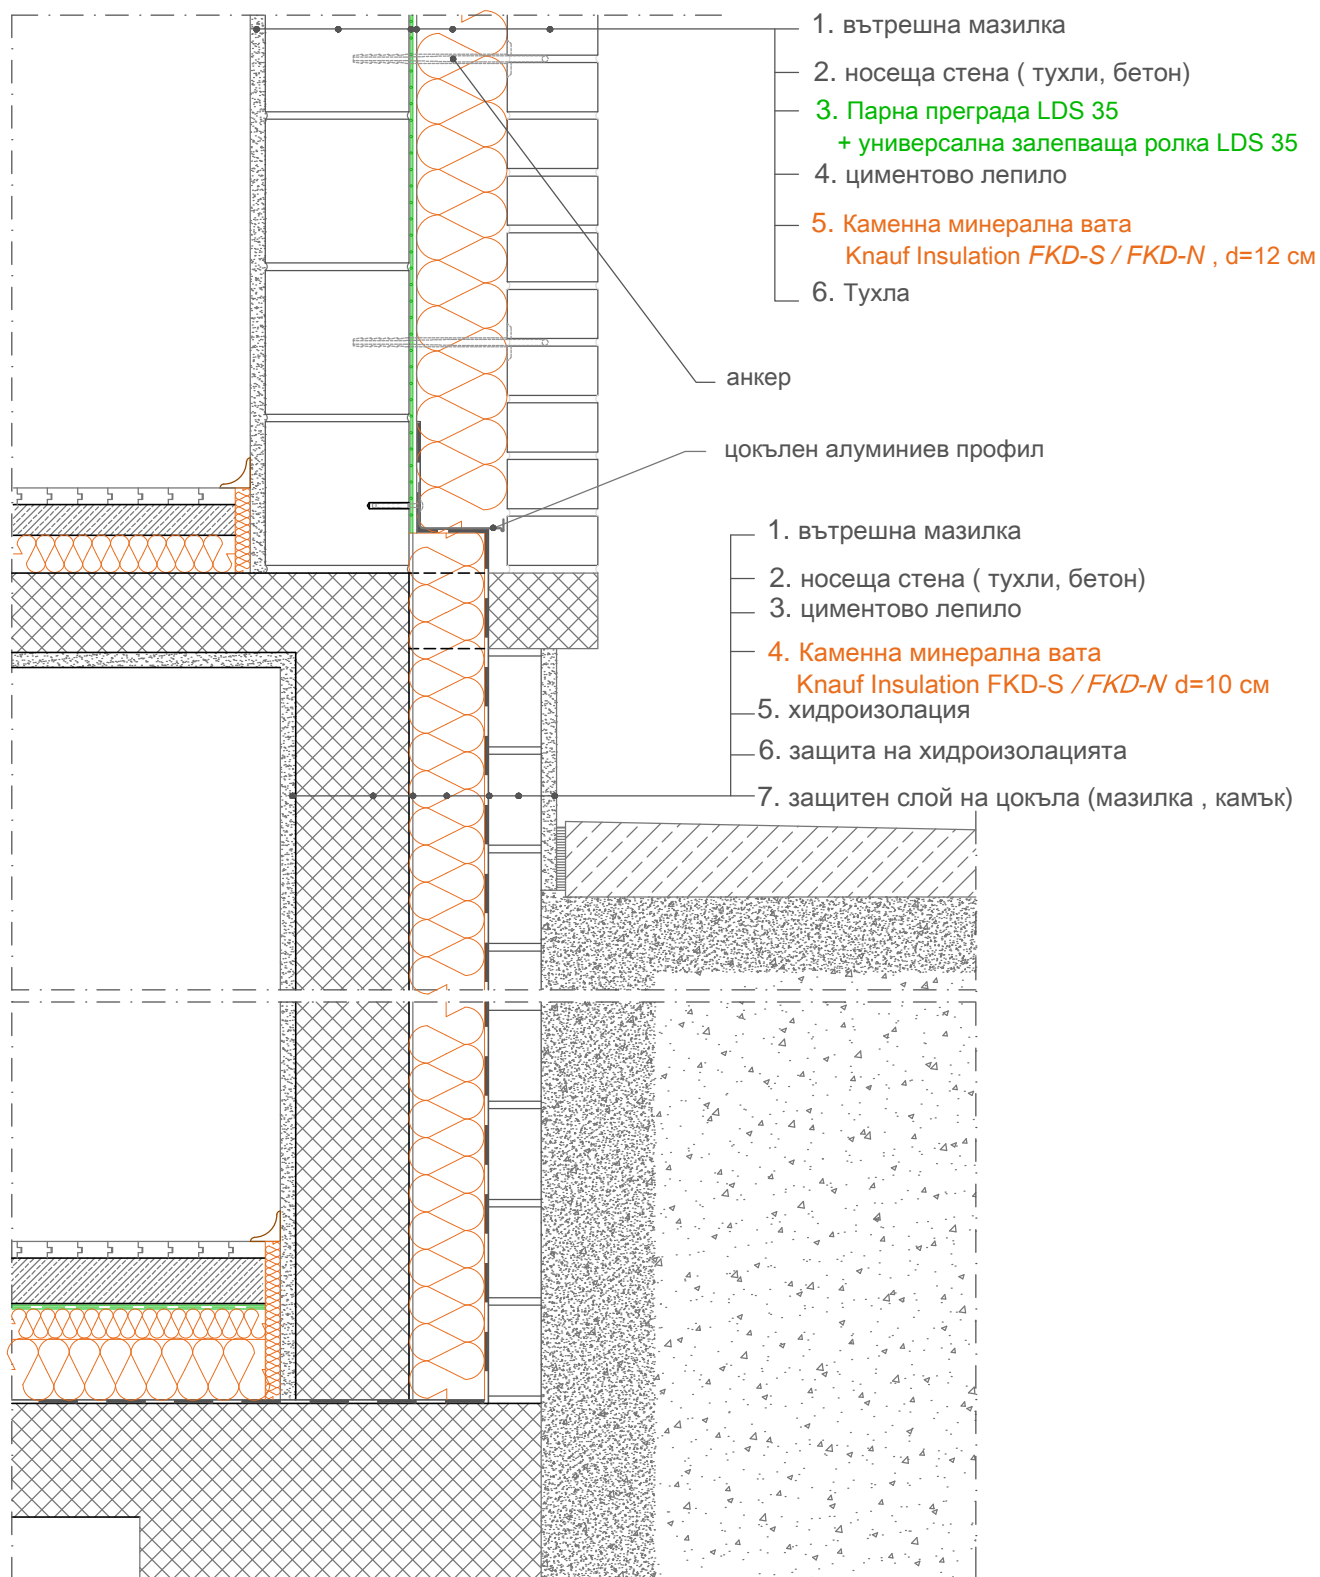 1. вътрешна мазилка
2. носеща стена ( тухли, бетон)
3. Парна преграда LDS 35
+ универсална залепваща ролка LDS 35
4. циментово лепило
5. Каменна минерална вата
Knauf Insulation FKD-S / FKD-N , d=12 см
6. Тухла
анкер
цокълен алуминиев профил
1. вътрешна мазилка
2. носеща стена ( тухли, бетон)
3. циментово лепило
4. Каменна минерална вата
Knauf Insulation FKD-S / FKD-N d=10 см
5. хидроизолация
6. защита на хидроизолацията
7. защитен слой на цокъла (мазилка , камък)